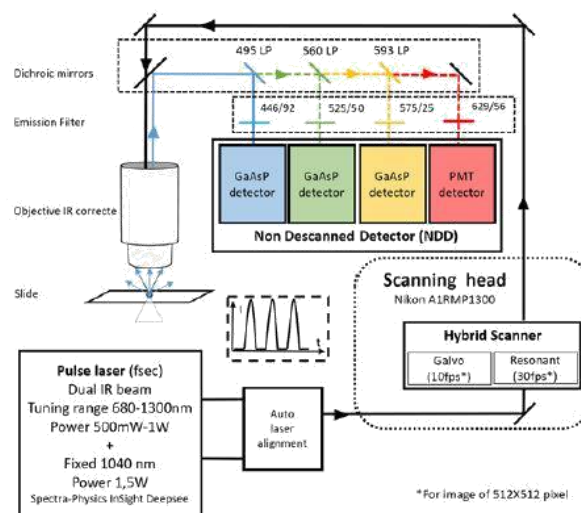 495 LP
560 LP
593 LP
Dichroic mirrors
446/92
525/50
575/25
629/56
Emission Filter
GaAsP
detector
GaAsP
detector
GaAsP
detector
PMT
detector
Non Descanned Detector (NDD)
Objective IR correcte
Slide
I
t
Scanning head
Nikon A1RMP1300
Hybrid Scanner
Galvo
(10fps*)
Resonant
(30fps*)
Pulse laser (fsec)
Dual IR beam
Tuning range 680-1300nm
Power 500mW-1W
+
Fixed 1040 nm
Power 1,5W
Spectra-Physics InSight Deepsee
Auto
laser
alignment
*For image of 512X512 pixel